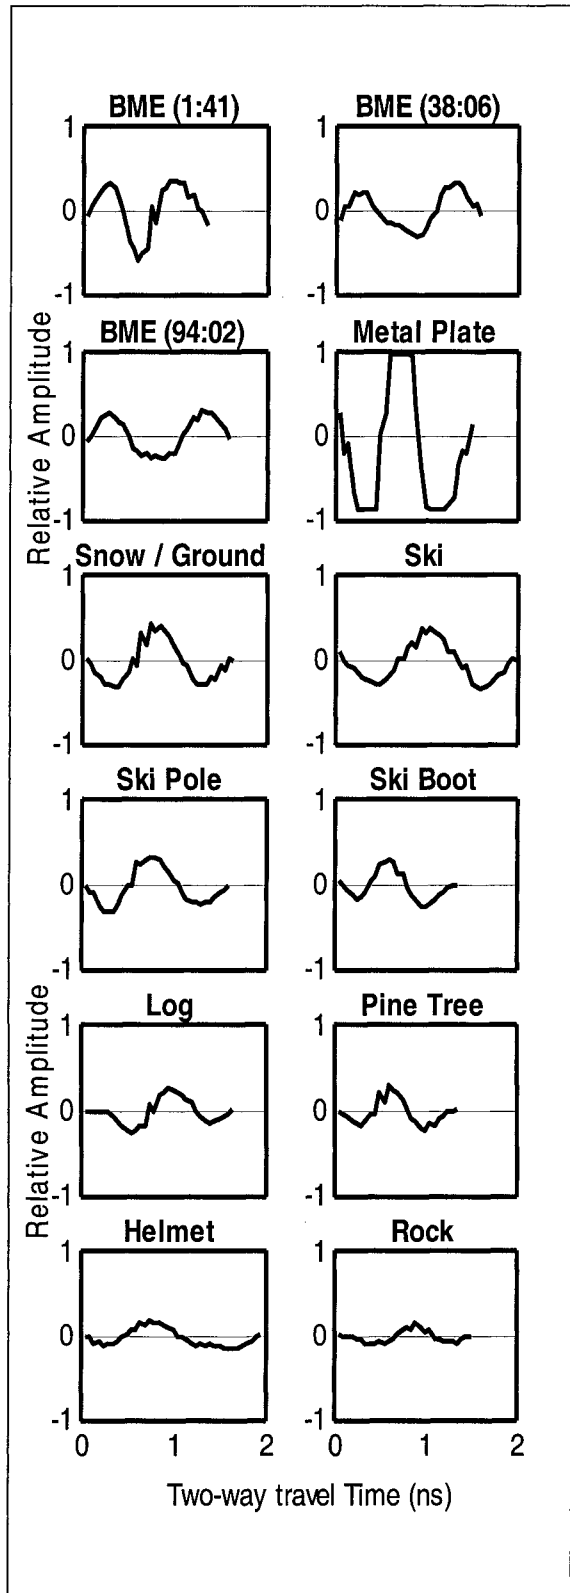 BME (1:41) BME (38:06)
1 1
0 0
-1 -1
BME (94:02) Metal Plate
1 1
0 0
-1 -1
Relative Amplitude
Snow / Ground Ski
1 1
0 0
-1 -1
Ski Pole Ski Boot
1 1
0 0
-1 -1
Log Pine Tree
1 1
0 0
-1 -1
Relative Amplitude
Helmet Rock
1 1
0 0
-1 -1
0 1 2 0 1 2
Two-way travel Time (ns)